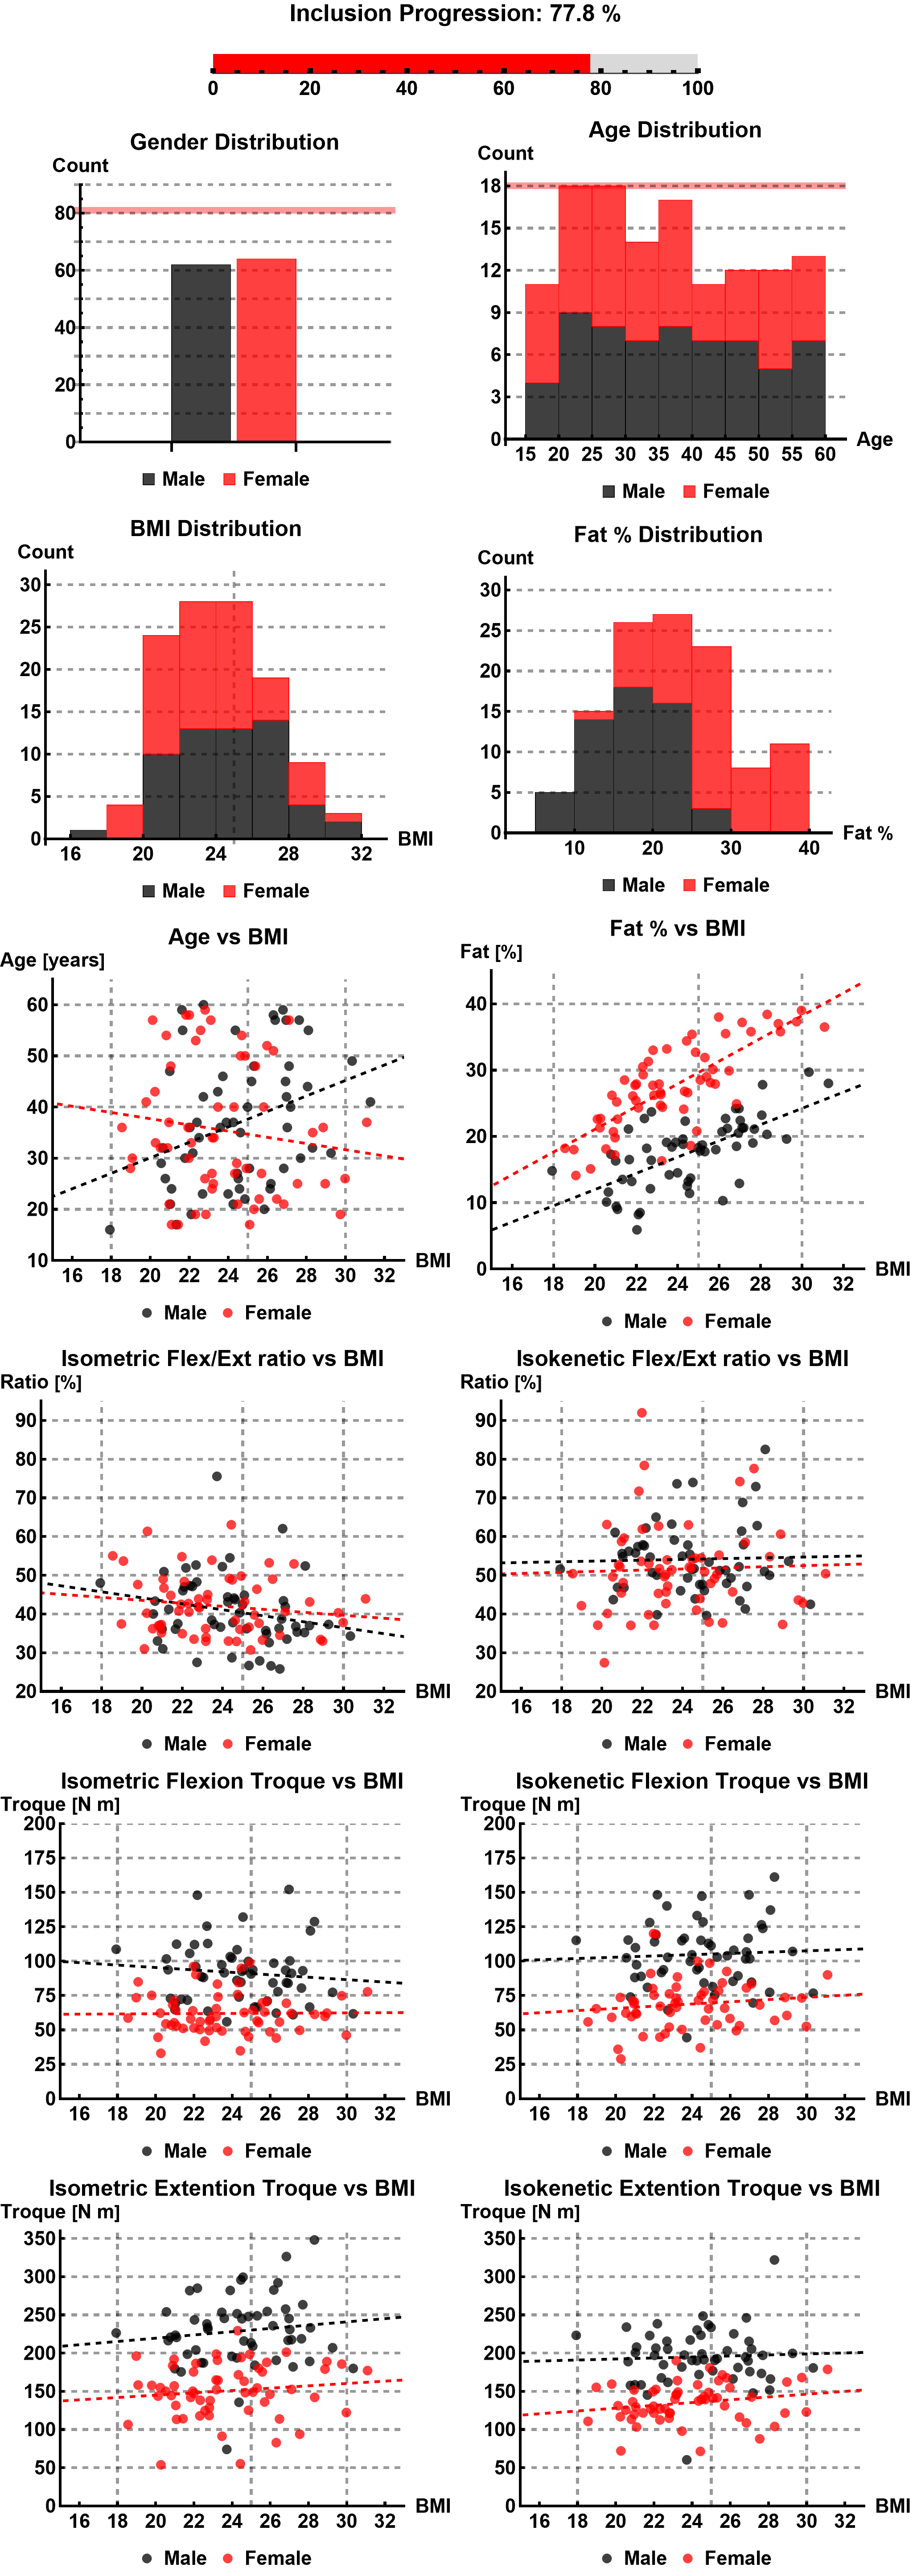 Inclusion Progression: 77.8 %
0 20 40 60 80 100
Gender Distribution
Count
80
60
40
20
0
Male Female
Age Distribution
Count
18
15
12
9
6
3
0
15 20 25 30 35 40 45 50 55 60
Age
Male Female
BMI Distribution
Count
30
25
20
15
10
5
0
16 20 24 28 32
BMI
Male Female
Fat % Distribution
Count
30
25
20
15
10
5
0
10 20 30 40
Fat %
Male Female
Age vs BMI
Age [years]
60
50
40
30
20
10
16 18 20 22 24 26 28 30 32
BMI
Male Female
Fat % vs BMI
Fat [%]
40
30
20
10
0
16 18 20 22 24 26 28 30 32
BMI
Male Female
Isometric Flex/Ext ratio vs BMI
Ratio [%]
90
80
70
60
50
40
30
20
16 18 20 22 24 26 28 30 32
BMI
Male Female
Isokenetic Flex/Ext ratio vs BMI
Ratio [%]
90
80
70
60
50
40
30
20
16 18 20 22 24 26 28 30 32
BMI
Male Female
Isometric Flexion Troque vs BMI
Troque [N m]
200
175
150
125
100
75
50
25
0
16 18 20 22 24 26 28 30 32
BMI
Male Female
Isokenetic Flexion Troque vs BMI
Troque [N m]
200
175
150
125
100
75
50
25
0
16 18 20 22 24 26 28 30 32
BMI
Male Female
Isometric Extention Troque vs BMI
Troque [N m]
350
300
250
200
150
100
50
0
16 18 20 22 24 26 28 30 32
BMI
Male Female
Isokenetic Extention Troque vs BMI
Troque [N m]
350
300
250
200
150
100
50
0
16 18 20 22 24 26 28 30 32
BMI
Male Female